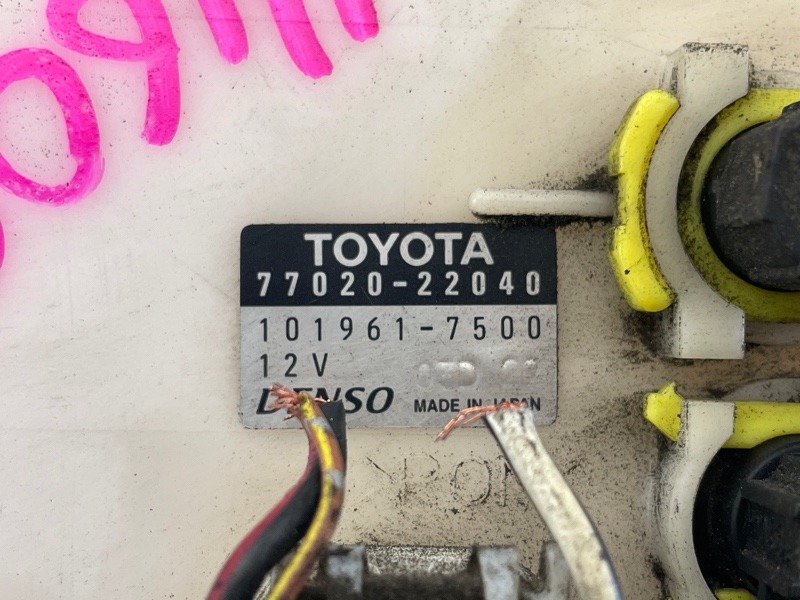 TOYOTA
77020-22040
101961-7500
12V
DENSO MADE IN JAPAN